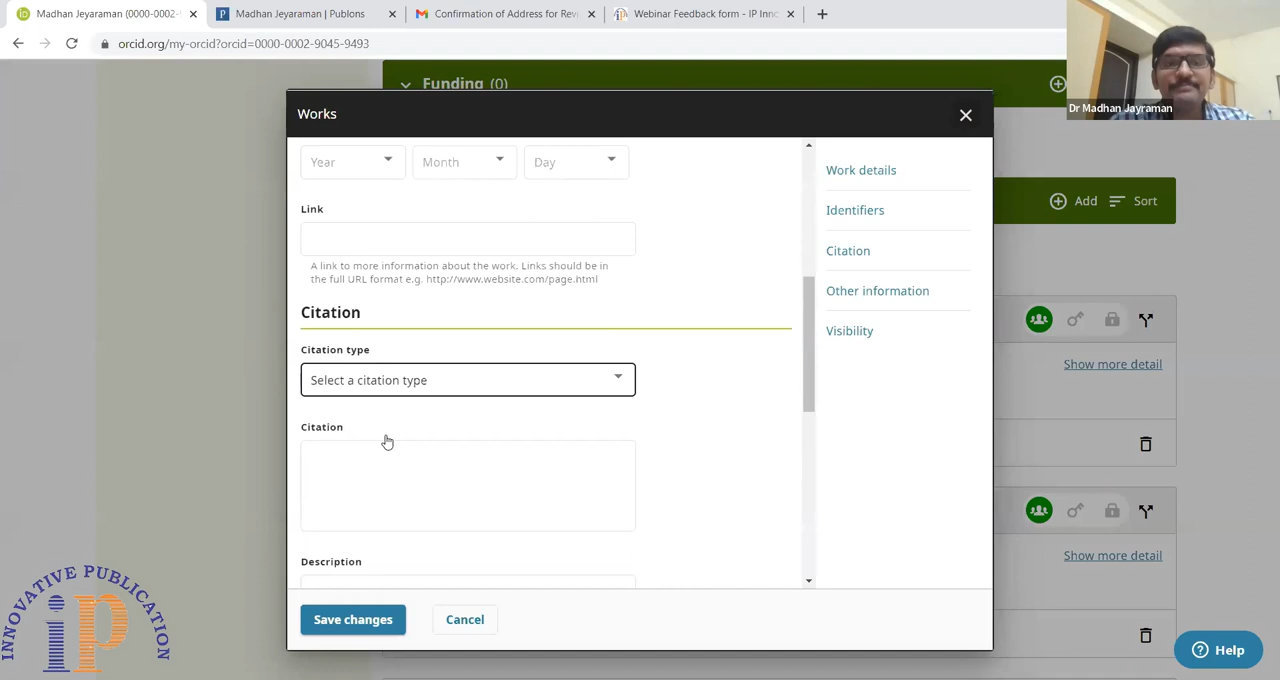 Madhan Jeyaraman (0000-0002-
Madhan Jeyaraman | Publons
Confirmation of Address for Rev
Webinar Feedback form - IP Inno
orcid.org/my-orcid?orcid=0000-0002-9045-9493
Dr Madhan Jayraman
Funding (0)
Works
Add
Sort
Year
Month
Day
Link
A link to more information about the work. Links should be in
the full URL format e.g. http://www.website.com/page.html
Citation
Citation type
Select a citation type
Citation
Description
Save changes
Cancel
Work details
Identifiers
Citation
Other information
Visibility
Show more detail
Show more detail
Help
INNOVATIVE PUBLICATION
iP